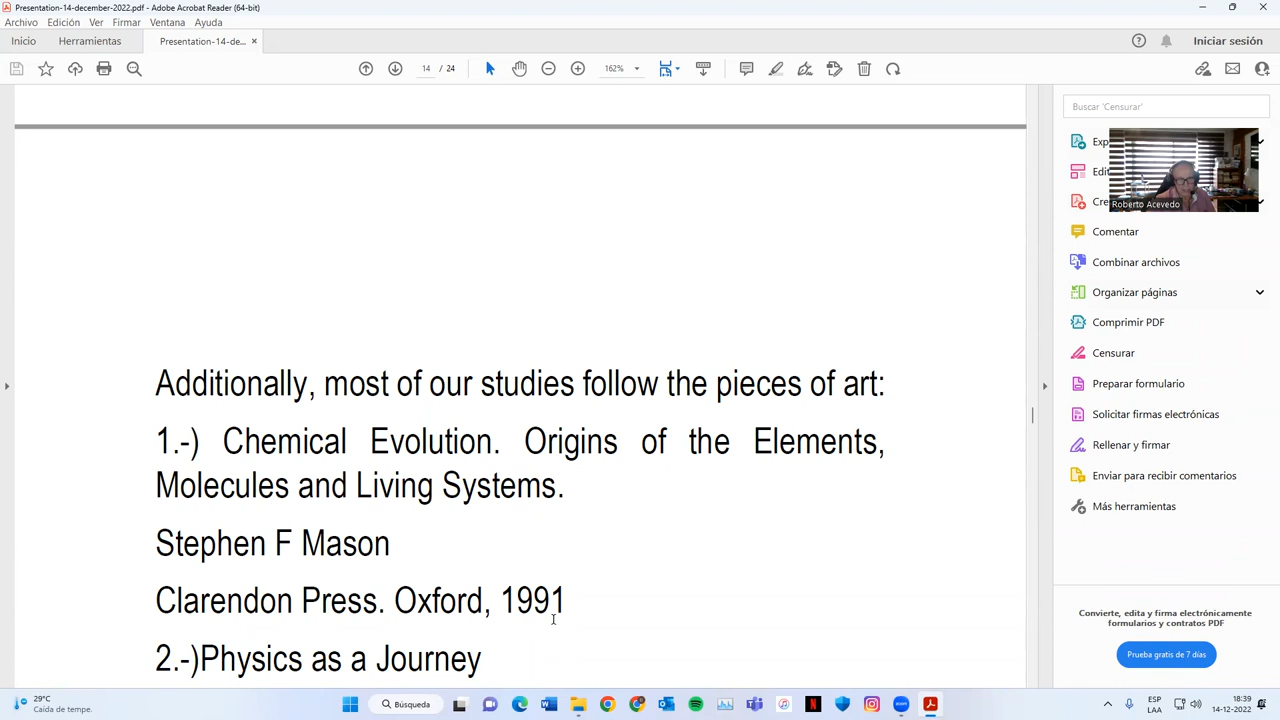 Presentation-14-december-2022.pdf - Adobe Acrobat Reader (64-bit)
Archivo Edición Ver Firmar Ventana Ayuda
Inicio Herramientas Presentation-14-de... ×
Iniciar sesión
14 / 24 162%
Buscar 'Censurar'
Exp
Edit
Cre
Roberto Acevedo
Comentar
Combinar archivos
Organizar páginas
Comprimir PDF
Censurar
Preparar formulario
Solicitar firmas electrónicas
Rellenar y firmar
Enviar para recibir comentarios
Más herramientas
Convierte, edita y firma electrónicamente
formularios y contratos PDF
Prueba gratis de 7 días
Additionally, most of our studies follow the pieces of art:
1.-) Chemical Evolution. Origins of the Elements,
Molecules and Living Systems.
Stephen F Mason
Clarendon Press. Oxford, 1991
2.-)Physics as a Journey
29°C
Caída de tempe.
Búsqueda
ESP
LAA
18:39
14-12-2022